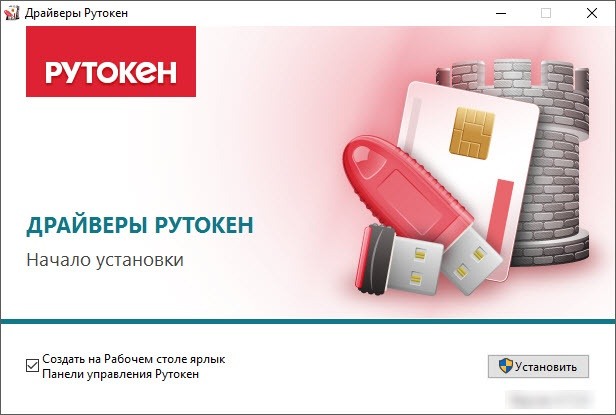 Драйверы Рутокен
РУТОКЕН
ДРАЙВЕРЫ РУТОКЕН
Начало установки
Создать на Рабочем столе ярлык
Панели управления Рутокен
Установить